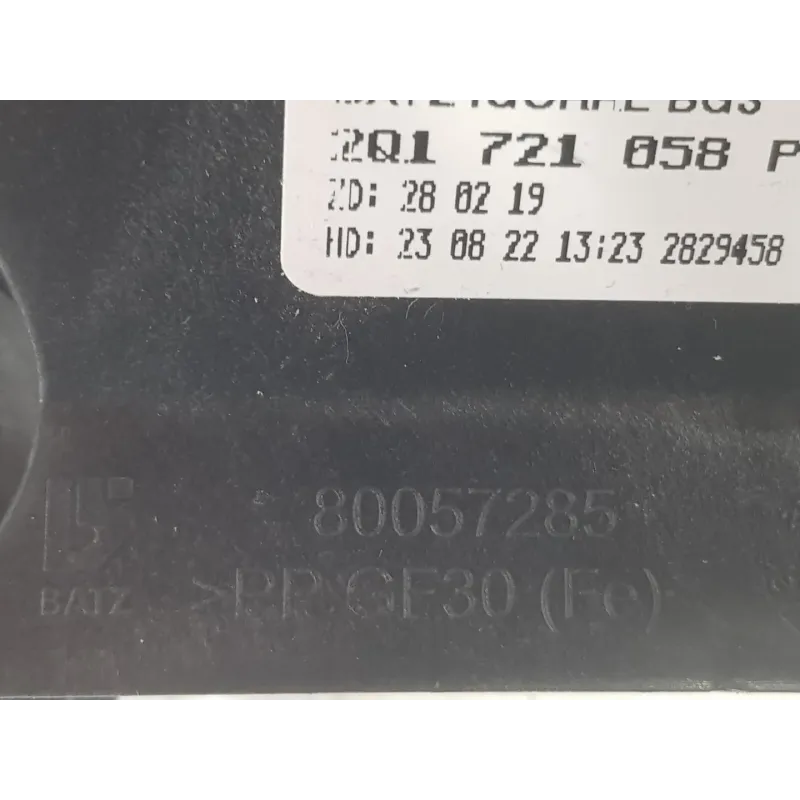 2Q1 721 058 P
ZD: 28 02 19
HD: 23 08 22 13:23 2829458
80057285
BATZ >PP.GF30 (Fe)